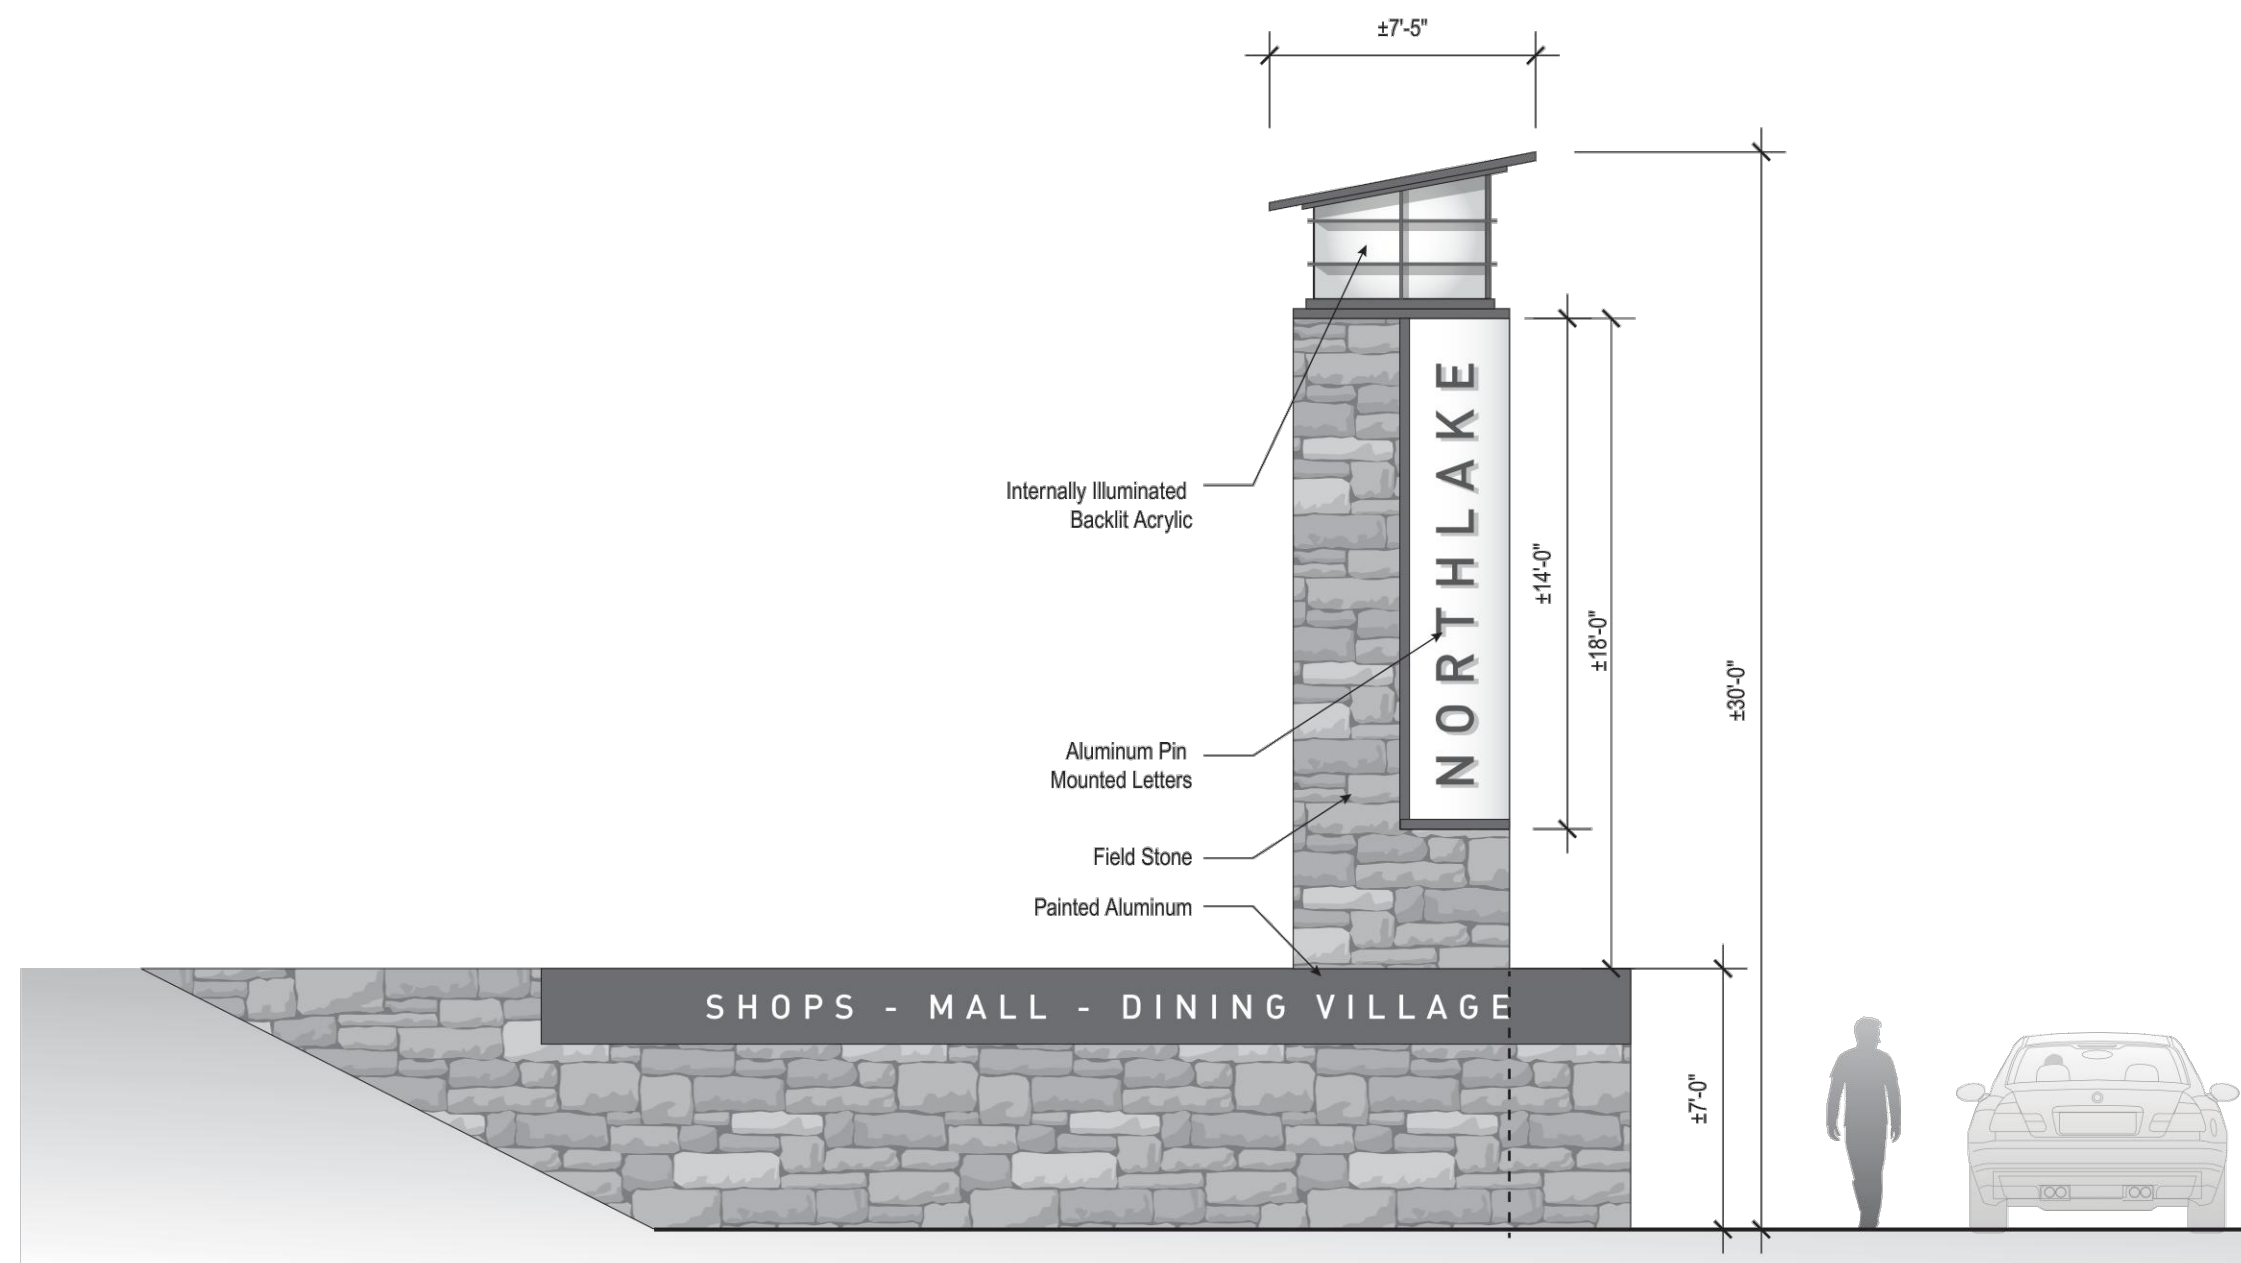 ±7'-5"
Internally Illuminated
Backlit Acrylic
NORTHLAKE
±14'-0"
±18'-0"
±30'-0"
Aluminum Pin
Mounted Letters
Field Stone
Painted Aluminum
SHOPS - MALL - DINING VILLAGE
±7'-0"